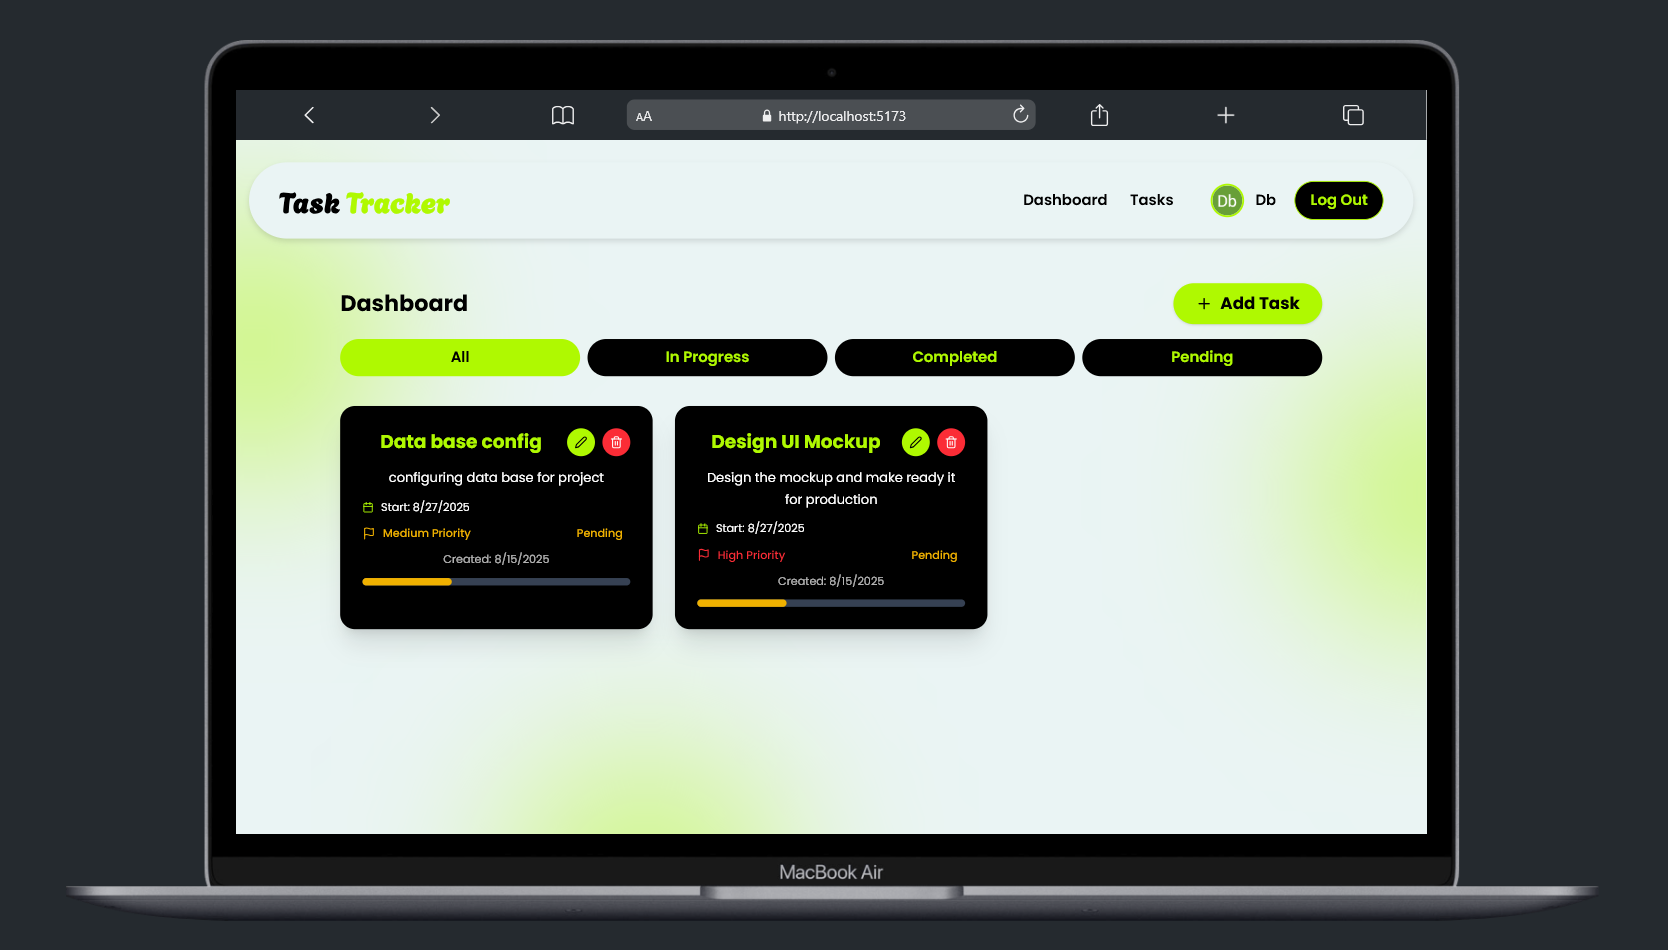 AA http://localhost:5173
Task Tracker
Dashboard Tasks Db Db Log Out
Dashboard
+ Add Task
All In Progress Completed Pending
Data base config
configuring data base for project
Start: 8/27/2025
Medium Priority Pending
Created: 8/15/2025
Design UI Mockup
Design the mockup and make ready it
for production
Start: 8/27/2025
High Priority Pending
Created: 8/15/2025
MacBook Air